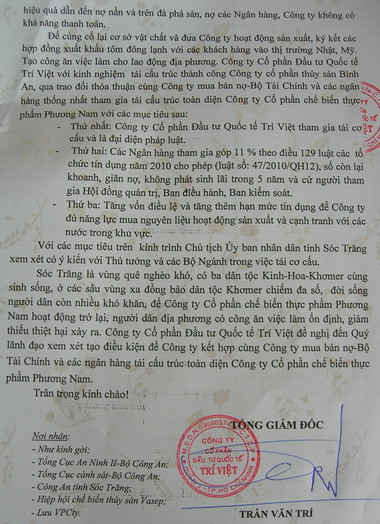 hiệu quả dẫn đến nợ nần và trên đà phá sản, nợ các Ngân hàng, Công ty không có
khả năng thanh toán.
Để củng cố lại cơ sở vật chất và đưa Công ty hoạt động sản xuất, ký kết các
hợp đồng xuất khẩu tôm đông lạnh với các khách hàng vào thị trường Nhật, Mỹ.
Tạo công ăn việc làm cho lao động địa phương. Công ty Cổ phần Đầu tư Quốc tế
Trí Việt với kinh nghiệm tái cấu trúc thành công Công ty cổ phần thủy sản Bình
An, qua trao đổi thỏa thuận cùng Công ty mua bán nợ-Bộ Tài Chính và các ngân
hàng thống nhất tham gia tái cấu trúc toàn diện Công ty Cổ phần chế biến thực
phẩm Phương Nam với các mục tiêu sau:
- Thứ nhất: Công ty Cổ phần Đầu tư Quốc tế Trí Việt tham gia tái cơ
cấu và là đại diện pháp luật.
- Thứ hai: Các Ngân hàng tham góp 11 % theo điều 129 luật các tổ
chức tín dụng năm 2010 cho phép (luật số: 47/2010/QH12), số còn lại
khoanh, giãn nợ, không phát sinh lãi trong 5 năm và cử người tham
gia Hội đồng quản trị, Ban điều hành, Ban kiểm soát.
- Thứ ba: Tăng vốn điều lệ và tăng thêm hạn mức tín dụng để Công ty
đủ năng lực mua nguyên liệu hoạt động sản xuất và cạnh tranh với các
nước trong khu vực.
Với các mục tiêu trên kính trình Chủ tịch Ủy ban nhân dân tỉnh Sóc Trăng
xem xét có ý kiến với Thủ tướng và các Bộ Ngành trong việc tái cơ cấu.
Sóc Trăng là vùng quê nghèo khó, có ba dân tộc Kinh-Hoa-Khơmer cùng
sinh sống, ở các sâu vùng xa đồng bào dân tộc Khơmer chiếm đa số, đời sống
người dân còn nhiều khó khăn, để Công ty Cổ phần chế biến thực phẩm Phương
Nam hoạt động trở lại, người dân địa phương có công ăn việc làm ổn định, giảm
thiểu thiệt hại xảy ra. Công ty Cổ phần Đầu tư Quốc tế Trí Việt đề nghị đến Quý
lãnh đạo xem xét tạo điều kiện để Công ty kết hợp cùng Công ty mua bán nợ-Bộ
Tài Chính và các ngân hàng tái cấu trúc toàn diện Công ty Cổ phần chế biến thực
phẩm Phương Nam.
Trân trọng kính chào!
TỔNG GIÁM ĐỐC
CÔNG TY
CỔ PHẦN
ĐẦU TƯ QUỐC TẾ
TRÍ VIỆT
Nơi nhận:
- Như kính gởi;
- Tổng Cục An Ninh II-Bộ Công An;
- Tổng Cục cảnh sát-Bộ Công An;
- Công An tỉnh Sóc Trăng;
- Hiệp hội chế biến thủy sản Vasep;
- Lưu VPCty.
TRẦN VĂN TRÍ